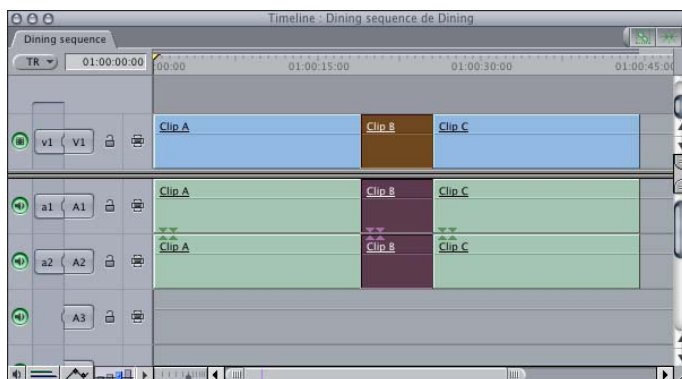 Timeline : Dining sequence de Dining
Dining sequence
TR 01:00:00:00 :00:00 01:00:15:00 01:00:30:00 01:00:45:00
v1 V1 Clip A Clip B Clip C
a1 A1 Clip A Clip B Clip C
a2 A2 Clip A Clip B Clip C
A3